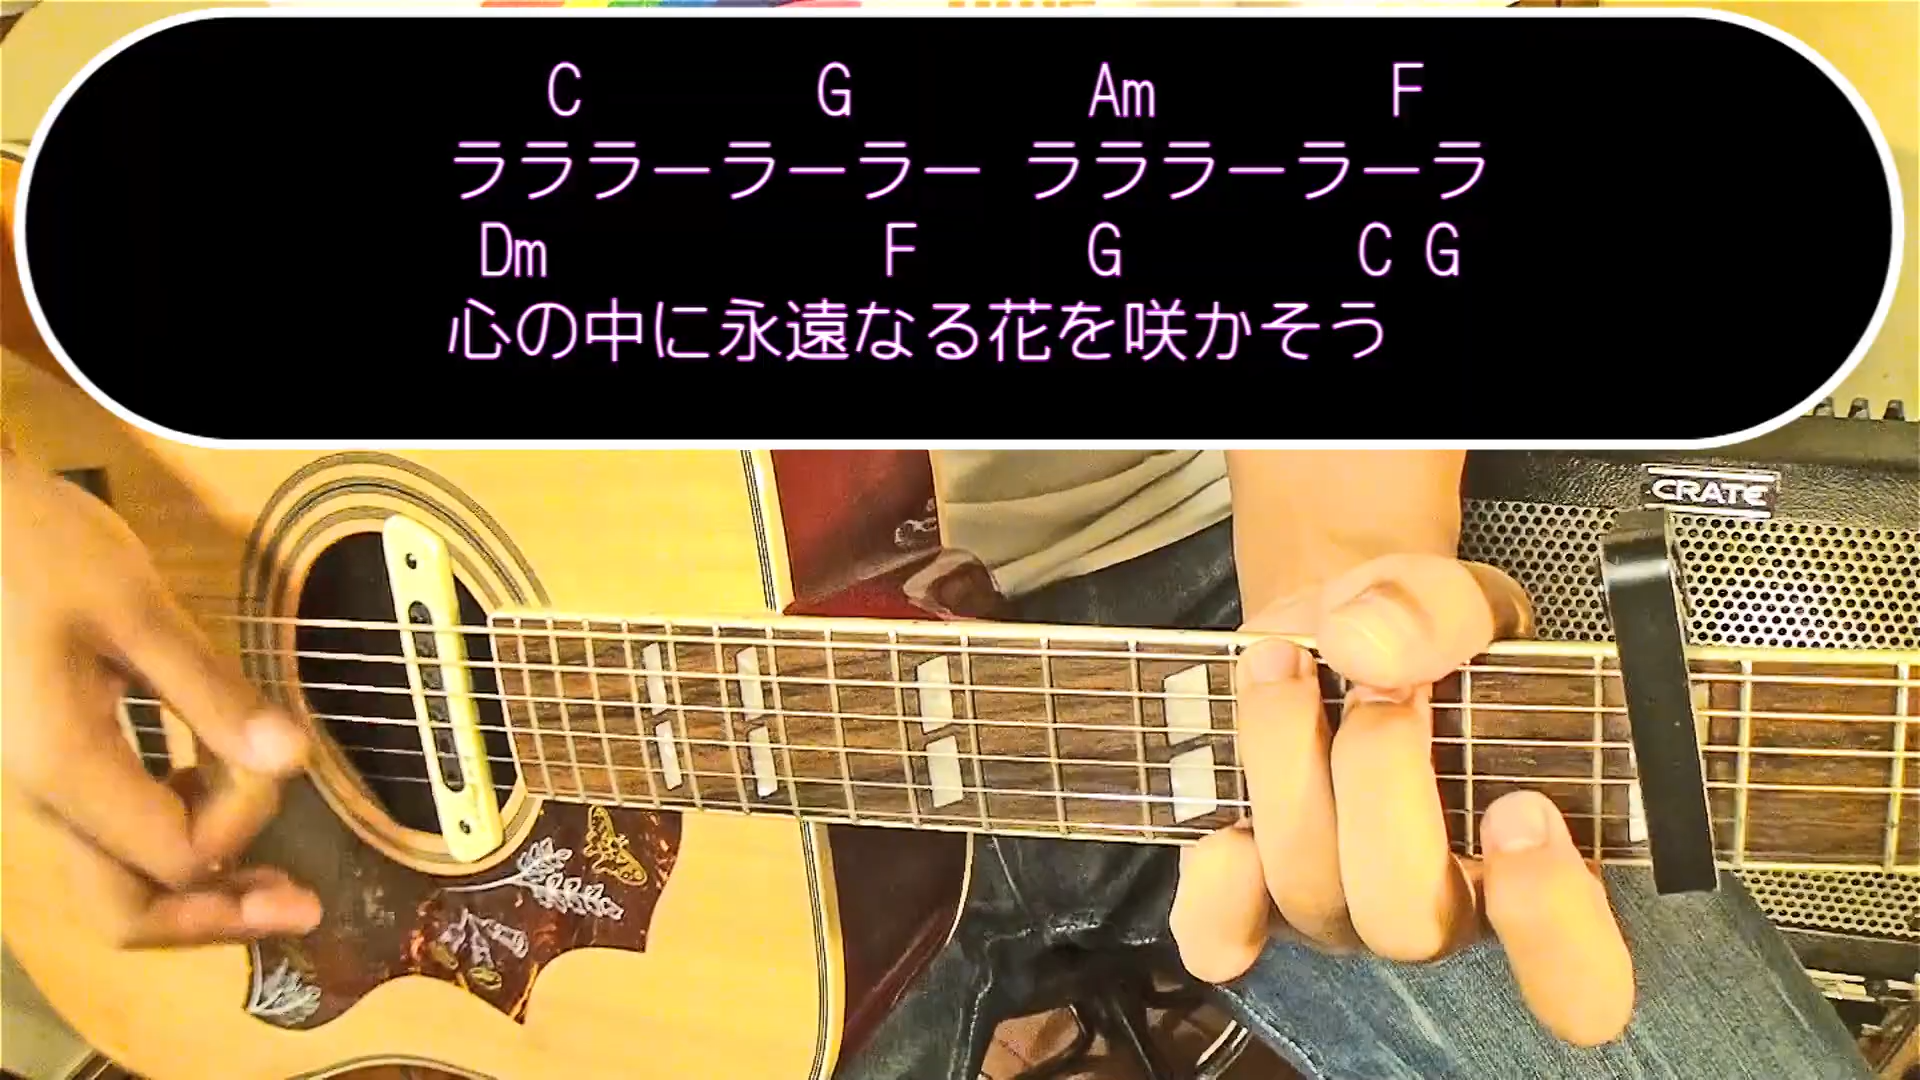 C G Am F
ラララーラーラー ラララーラーラ
Dm F G C G
心の中に永遠なる花を咲かそう
CRATE